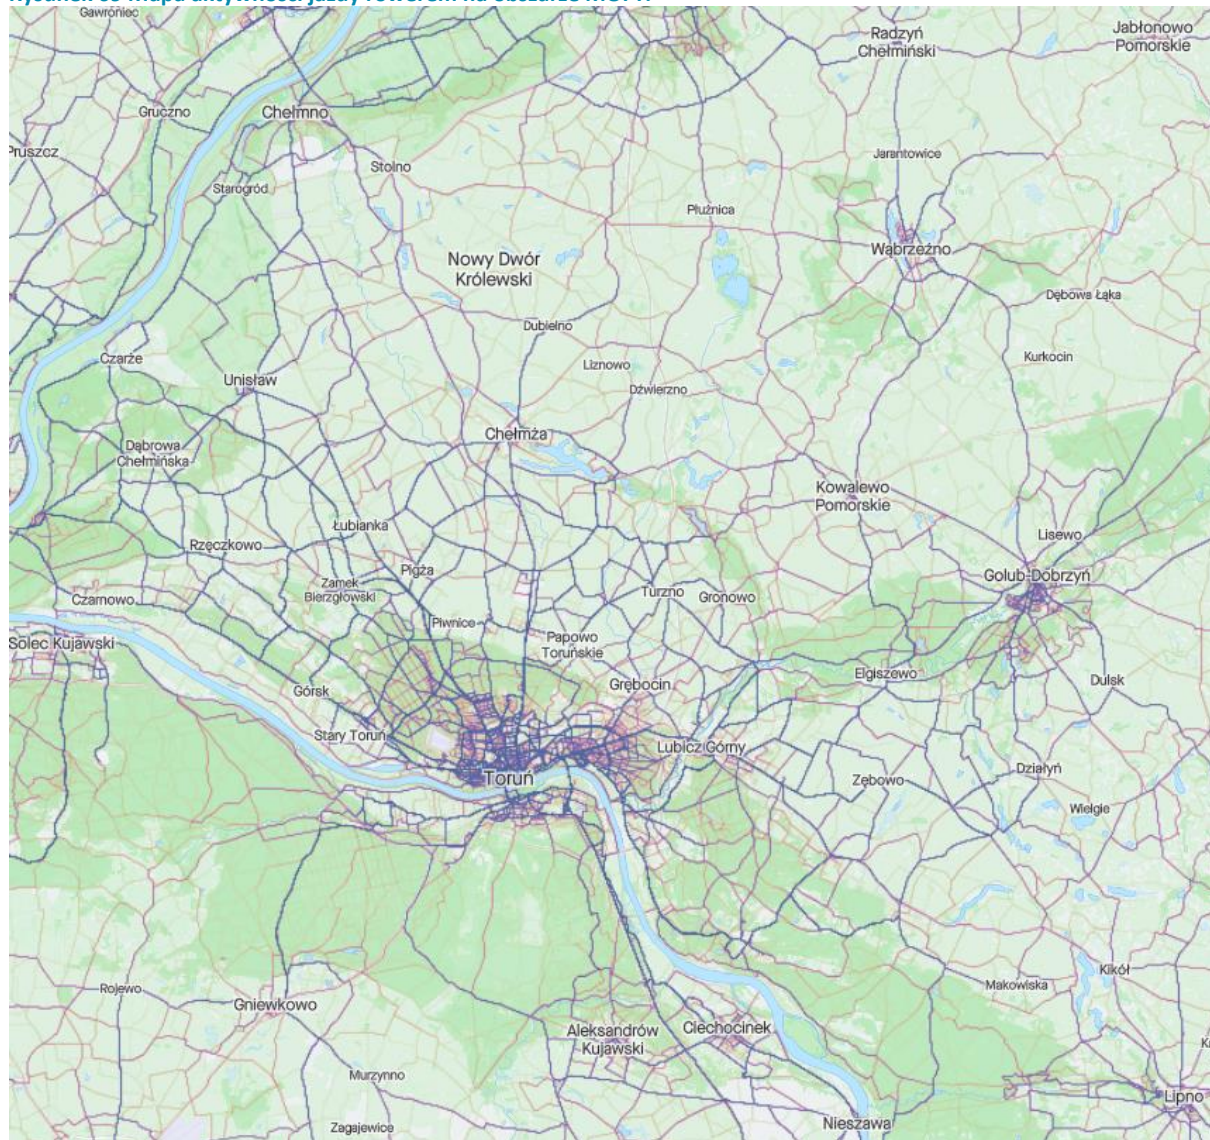 Gawroniec
Radzyń
Chełmiński
Jabłonowo
Pomorskie
Gruczno
Chełmno
Pruszcz
Stolno
Jarantowice
Starogród
Płużnica
Wąbrzeźno
Nowy Dwór
Królewski
Dębowa Łąka
Dubielno
Czarże
Liznowo
Kurkocin
Unisław
Dźwierzno
Chełmża
Dąbrowa
Chełmińska
Kowalewo
Pomorskie
Łubianka
Lisewo
Rzęczkowo
Pigża
Golub-Dobrzyń
Zamek
Bierzgłowski
Turzno
Gronowo
Czarnowo
Piwnice
Papowo
Toruńskie
Solec Kujawski
Elgiszewo
Dulsk
Górsk
Grębocin
Stary Toruń
Lubicz Górny
Działyń
Toruń
Zębowo
Wielgie
Kikół
Rojewo
Makowiska
Gniewkowo
Aleksandrów
Kujawski
Ciechocinek
Murzynno
Lipno
Nieszawa
Zagajewice